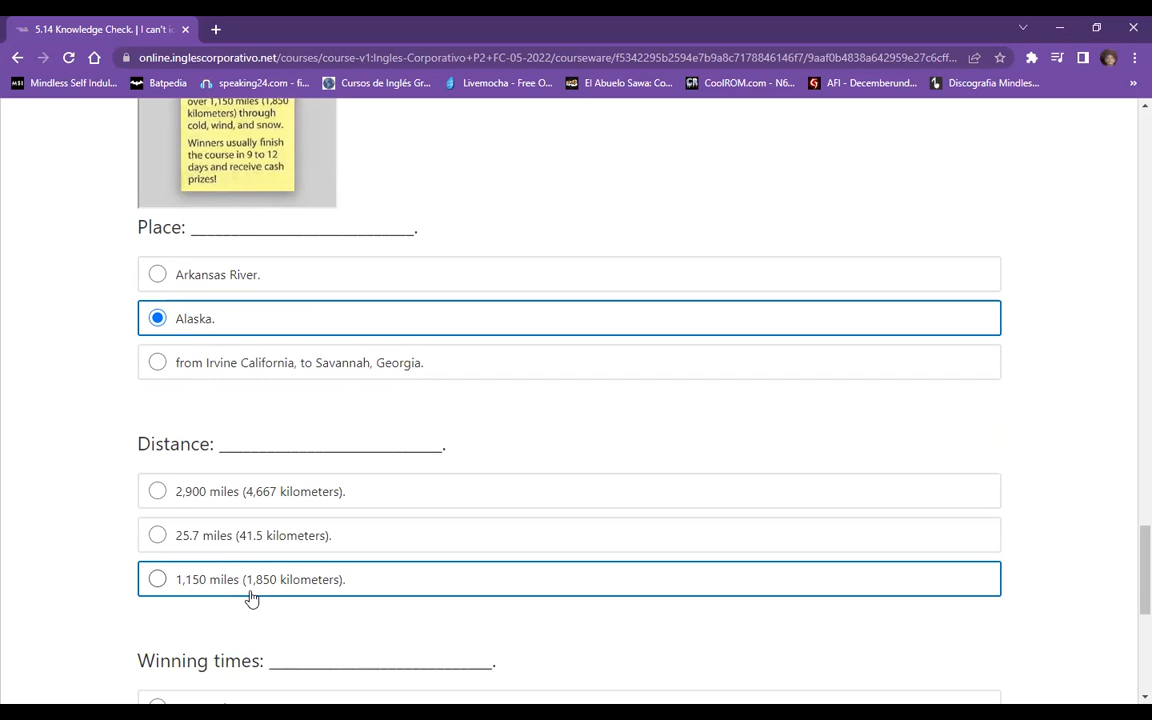 5.14 Knowledge Check. | I can't i
online.inglescorporativo.net/courses/course-v1:Ingles-Corporativo+P2+FC-05-2022/courseware/f5342295b2594e7b9a8c7178846146f7/9aaf0b4838a642959e27c6cff...
Mindless Self Indul... Batpedia speaking24.com - fi... Cursos de Inglés Gr... Livemocha - Free O... El Abuelo Sawa: Co... CoolROM.com - N6... AFI - Decemberund... Discografia Mindles... »
over 1,150 miles (1,850
kilometers) through
cold, wind, and snow.
Winners usually finish
the course in 9 to 12
days and receive cash
prizes!
Place: ___________________________.
Arkansas River.
Alaska.
from Irvine California, to Savannah, Georgia.
Distance: ___________________________.
2,900 miles (4,667 kilometers).
25.7 miles (41.5 kilometers).
1,150 miles (1,850 kilometers).
Winning times: ___________________________.